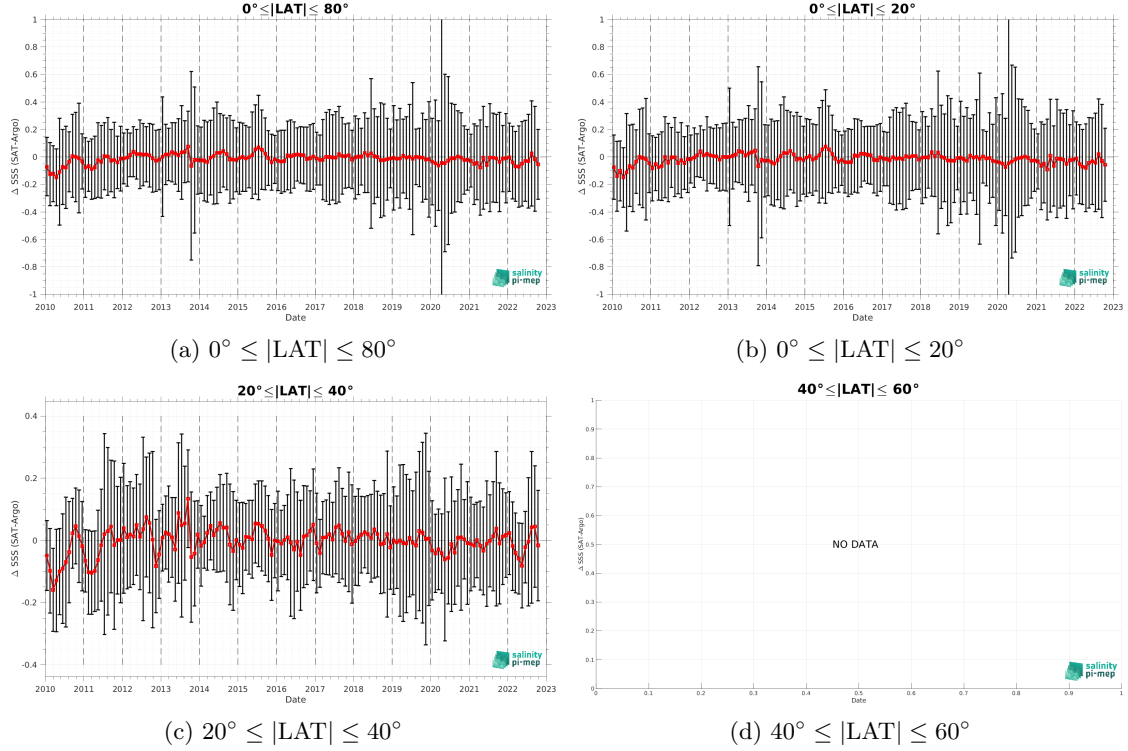 0°≤|LAT|≤ 80°
Δ SSS (SAT-Argo)
1
0.8
0.6
0.4
0.2
0
-0.2
-0.4
-0.6
-0.8
-1
salinity
pi-mep
2010 2011 2012 2013 2014 2015 2016 2017 2018 2019 2020 2021 2022 2023
Date
(a) 0° ≤ |LAT| ≤ 80°
0°≤|LAT|≤ 20°
Δ SSS (SAT-Argo)
1
0.8
0.6
0.4
0.2
0
-0.2
-0.4
-0.6
-0.8
-1
salinity
pi-mep
2010 2011 2012 2013 2014 2015 2016 2017 2018 2019 2020 2021 2022 2023
Date
(b) 0° ≤ |LAT| ≤ 20°
20°≤|LAT|≤ 40°
Δ SSS (SAT-Argo)
0.4
0.2
0
-0.2
-0.4
salinity
pi-mep
2010 2011 2012 2013 2014 2015 2016 2017 2018 2019 2020 2021 2022 2023
Date
(c) 20° ≤ |LAT| ≤ 40°
40°≤|LAT|≤ 60°
Δ SSS (SAT-Argo)
1
0.9
0.8
0.7
0.6
0.5
0.4
0.3
0.2
0.1
0
NO DATA
salinity
pi-mep
0 0.1 0.2 0.3 0.4 0.5 0.6 0.7 0.8 0.9 1
Date
(d) 40° ≤ |LAT| ≤ 60°